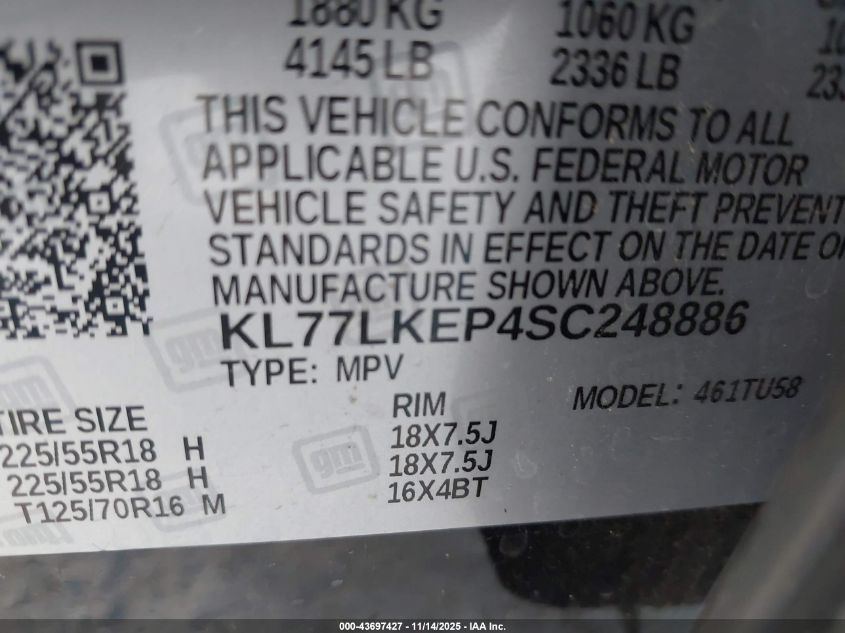 1880 KG
4145 LB
1060 KG
2336 LB
THIS VEHICLE CONFORMS TO ALL
APPLICABLE U.S. FEDERAL MOTOR
VEHICLE SAFETY AND THEFT PREVENT
STANDARDS IN EFFECT ON THE DATE OF
MANUFACTURE SHOWN ABOVE.
KL77LKEP4SC248886
TYPE: MPV
MODEL: 461TU58
TIRE SIZE
225/55R18 H
225/55R18 H
T125/70R16 M
RIM
18X7.5J
18X7.5J
16X4BT
gm
000-43697427 - 11/14/2025 - IAA Inc.